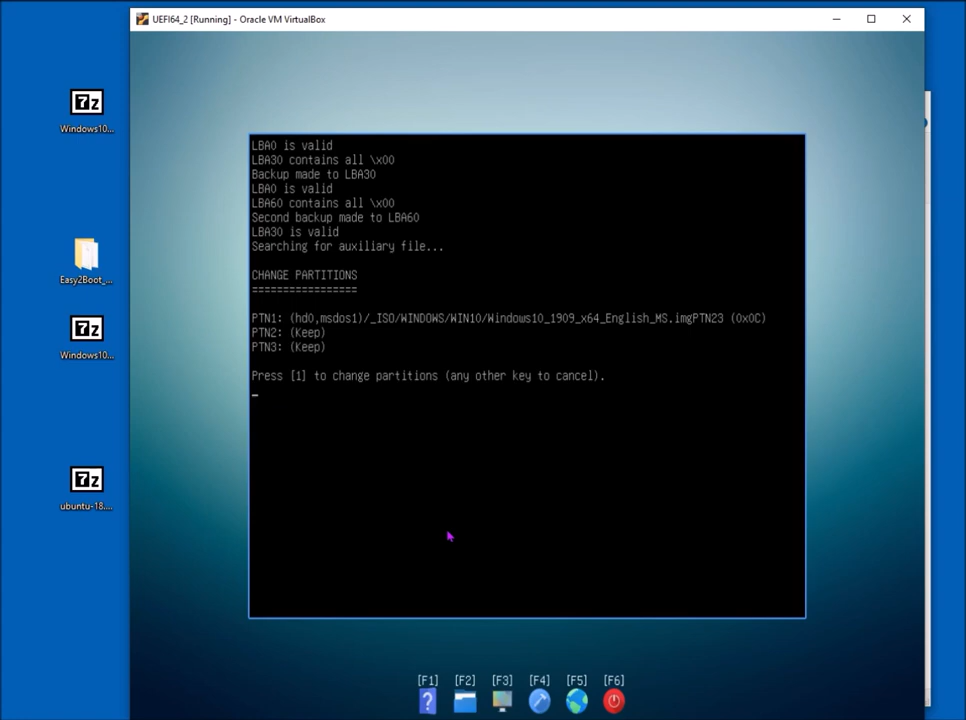 UEFI64_2 [Running] - Oracle VM VirtualBox
Windows10...
Easy2Boot_...
Windows10...
ubuntu-18....
LBA0 is valid
LBA30 contains all \x00
Backup made to LBA30
LBA0 is valid
LBA60 contains all \x00
Second backup made to LBA60
LBA30 is valid
Searching for auxiliary file...
CHANGE PARTITIONS
=================
PTN1: (hd0,msdos1)/_ISO/WINDOWS/WIN10/Windows10_1909_x64_English_MS.imgPTN23 (0x0C)
PTN2: (Keep)
PTN3: (Keep)
Press [1] to change partitions (any other key to cancel).
_
[F1] [F2] [F3] [F4] [F5] [F6]